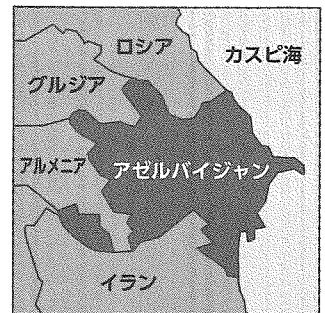 ロシア
カスピ海
グルジア
アルメニア
アゼルバイジャン
イラン